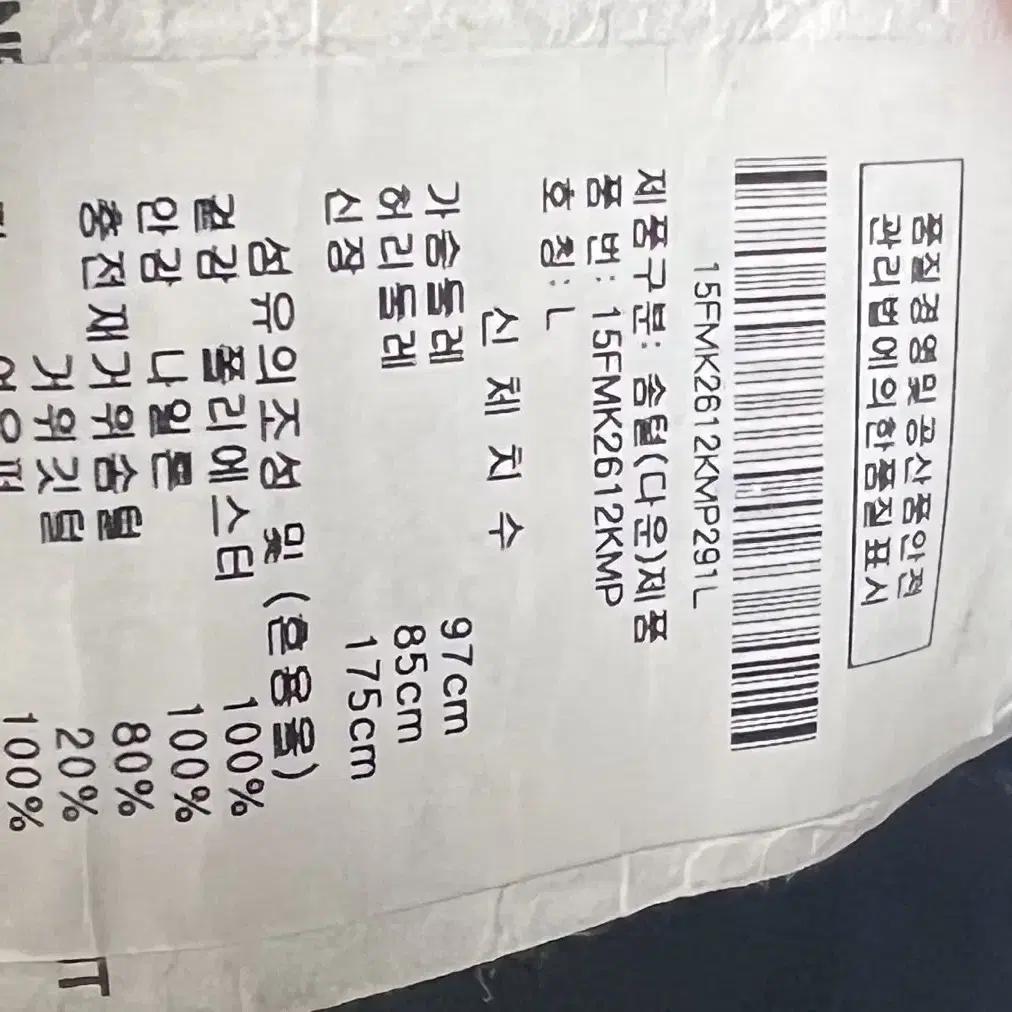 품질경영및공산품안전
관리법에의한품질표시
15FMK2612KMP291L
제품구분: 솜털(다운)제품
품 번: 15FMK2612KMP
호 칭: L
신 체 치 수
가슴둘레 97cm
허리둘레 85cm
신장 175cm
섬유의조성 및 (혼용율)
겉감 폴리에스터 100%
안감 나일론 100%
충전재 거위솜털 80%
거위깃털 20%
100%
IT